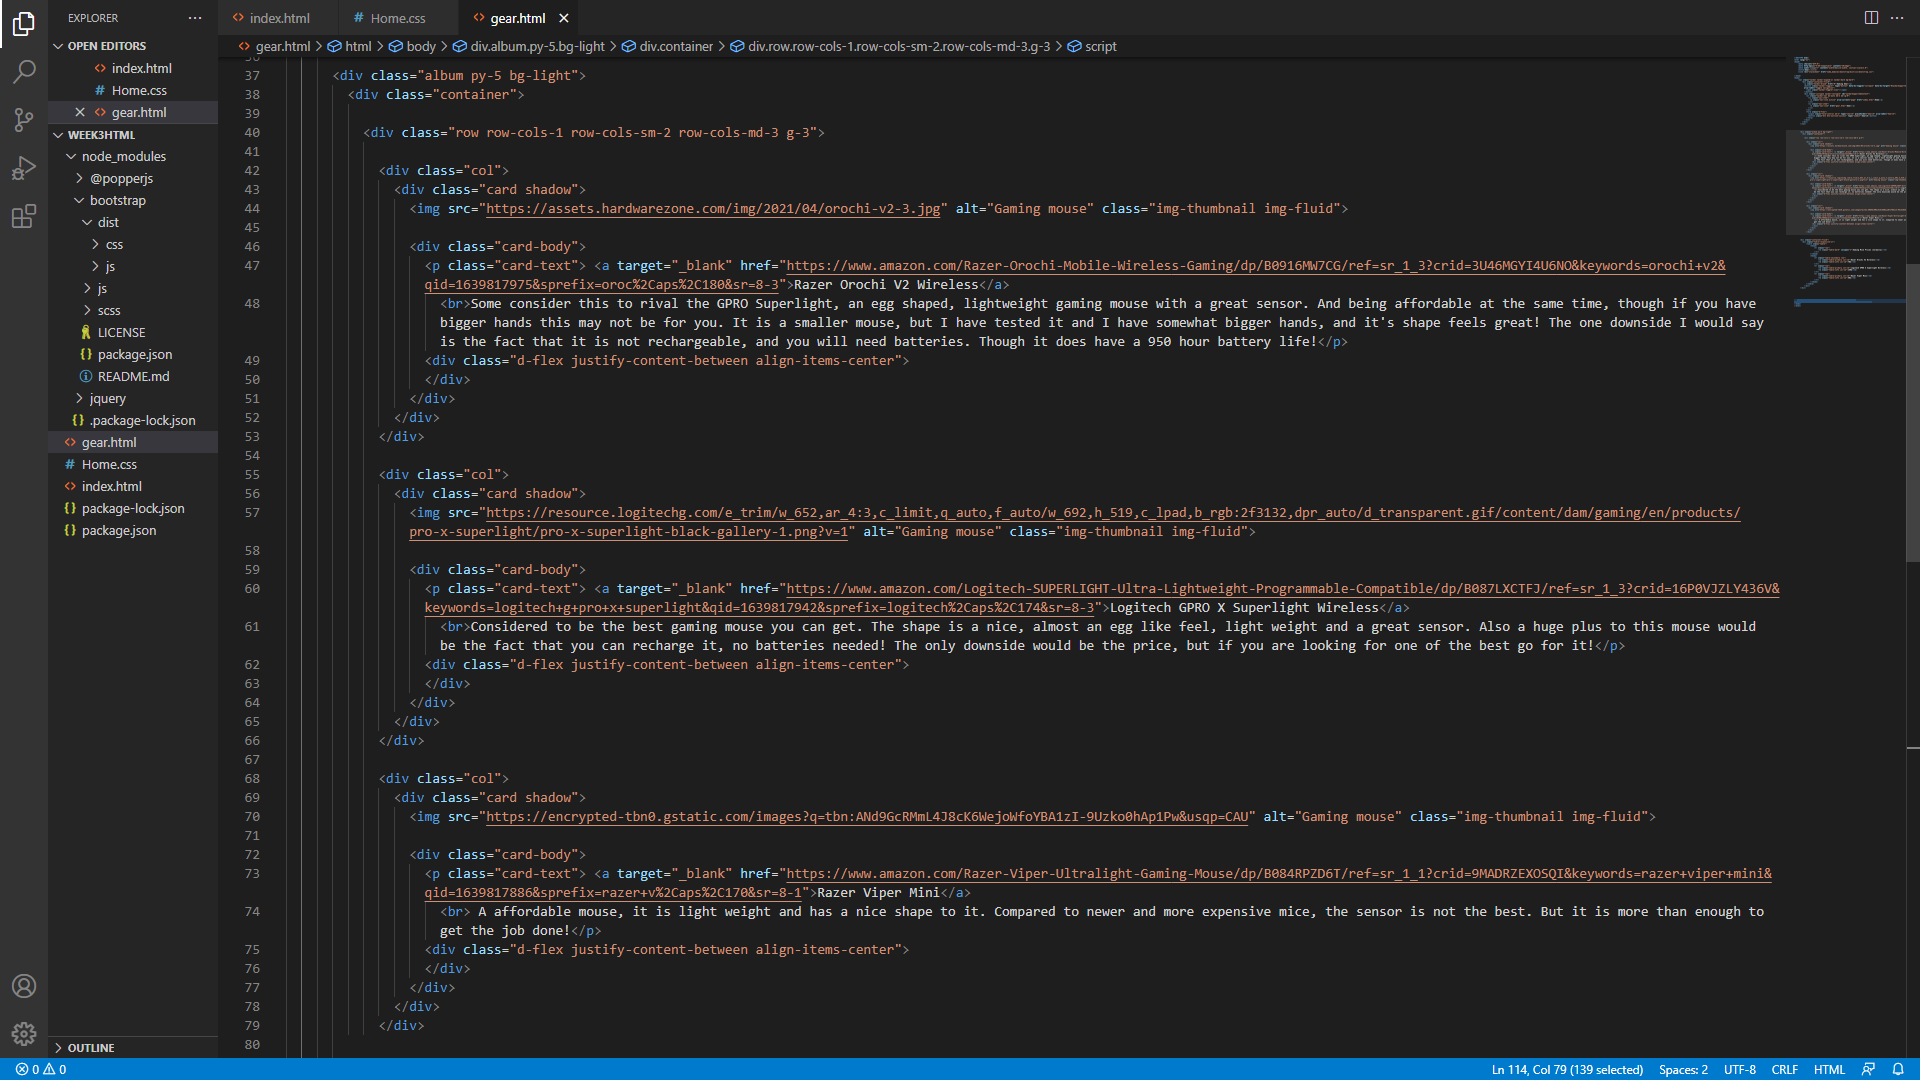 EXPLORER
OPEN EDITORS
index.html
Home.css
gear.html
WEEK3HTML
node_modules
@popperjs
bootstrap
dist
css
js
js
scss
LICENSE
package.json
README.md
jquery
.package-lock.json
gear.html
Home.css
index.html
package-lock.json
package.json
OUTLINE
index.html Home.css gear.html
gear.html > html > body > div.album.py-5.bg-light > div.container > div.row.row-cols-1.row-cols-sm-2.row-cols-md-3.g-3 > script
37 <div class="album py-5 bg-light">
38 <div class="container">
39
40 <div class="row row-cols-1 row-cols-sm-2 row-cols-md-3 g-3">
41
42 <div class="col">
43 <div class="card shadow">
44 <img src="https://assets.hardwarezone.com/img/2021/04/orochi-v2-3.jpg" alt="Gaming mouse" class="img-thumbnail img-fluid">
45
46 <div class="card-body">
47 <p class="card-text"> <a target="_blank" href="https://www.amazon.com/Razer-Orochi-Mobile-Wireless-Gaming/dp/B0916MW7CG/ref=sr_1_3?crid=3U46MGYI4U6NO&keywords=orochi+v2&
qid=1639817975&sprefix=oroc%2Caps%2C180&sr=8-3">Razer Orochi V2 Wireless</a>
48 <br>Some consider this to rival the GPRO Superlight, an egg shaped, lightweight gaming mouse with a great sensor. And being affordable at the same time, though if you have
bigger hands this may not be for you. It is a smaller mouse, but I have tested it and I have somewhat bigger hands, and it's shape feels great! The one downside I would say
is the fact that it is not rechargeable, and you will need batteries. Though it does have a 950 hour battery life!</p>
49 <div class="d-flex justify-content-between align-items-center">
50 </div>
51 </div>
52 </div>
53 </div>
54
55 <div class="col">
56 <div class="card shadow">
57 <img src="https://resource.logitechg.com/e_trim/w_652,ar_4:3,c_limit,q_auto,f_auto/w_692,h_519,c_lpad,b_rgb:2f3132,dpr_auto/d_transparent.gif/content/dam/gaming/en/products/
pro-x-superlight/pro-x-superlight-black-gallery-1.png?v=1" alt="Gaming mouse" class="img-thumbnail img-fluid">
58
59 <div class="card-body">
60 <p class="card-text"> <a target="_blank" href="https://www.amazon.com/Logitech-SUPERLIGHT-Ultra-Lightweight-Programmable-Compatible/dp/B087LXCTFJ/ref=sr_1_3?crid=16P0VJZLY436V&
keywords=logitech+g+pro+x+superlight&qid=1639817942&sprefix=logitech%2Caps%2C174&sr=8-3">Logitech GPRO X Superlight Wireless</a>
61 <br>Considered to be the best gaming mouse you can get. The shape is a nice, almost an egg like feel, light weight and a great sensor. Also a huge plus to this mouse would
be the fact that you can recharge it, no batteries needed! The only downside would be the price, but if you are looking for one of the best go for it!</p>
62 <div class="d-flex justify-content-between align-items-center">
63 </div>
64 </div>
65 </div>
66 </div>
67
68 <div class="col">
69 <div class="card shadow">
70 <img src="https://encrypted-tbn0.gstatic.com/images?q=tbn:ANd9GcRMmL4J8cK6WejoWfoYBA1zI-9Uzko0hAp1Pw&usqp=CAU" alt="Gaming mouse" class="img-thumbnail img-fluid">
71
72 <div class="card-body">
73 <p class="card-text"> <a target="_blank" href="https://www.amazon.com/Razer-Viper-Ultralight-Gaming-Mouse/dp/B084RPZD6T/ref=sr_1_1?crid=9MADRZEXOSQI&keywords=razer+viper+mini&
qid=1639817886&sprefix=razer+v%2Caps%2C170&sr=8-1">Razer Viper Mini</a>
74 <br> A affordable mouse, it is light weight and has a nice shape to it. Compared to newer and more expensive mice, the sensor is not the best. But it is more than enough to
get the job done!</p>
75 <div class="d-flex justify-content-between align-items-center">
76 </div>
77 </div>
78 </div>
79 </div>
80
0 0 Ln 114, Col 79 (139 selected) Spaces: 2 UTF-8 CRLF HTML